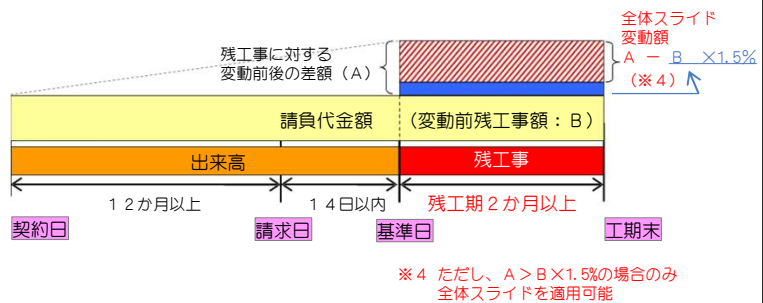 全体スライド
変動額
A － B ×1.5%
（※４）
残工事に対する
変動前後の差額（A）
請負代金額 （変動前残工事額：B）
出来高 残工事
１２か月以上 １４日以内 残工期２か月以上
契約日 請求日 基準日 工期末
※４ ただし、A＞B×1.5%の場合のみ
全体スライドを適用可能